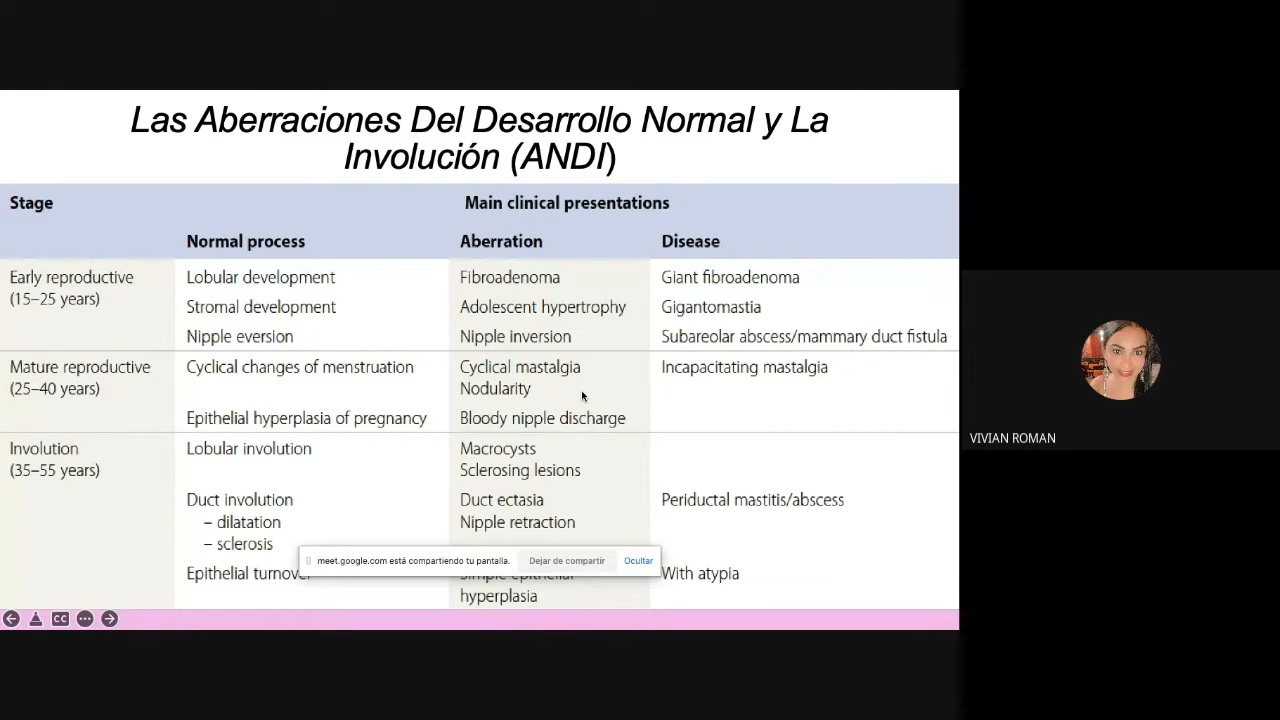 Las Aberraciones Del Desarrollo Normal y La
Involución (ANDI)
Stage Main clinical presentations
Normal process Aberration Disease
Early reproductive Lobular development Fibroadenoma Giant fibroadenoma
(15–25 years)
Stromal development Adolescent hypertrophy Gigantomastia
Nipple eversion Nipple inversion Subareolar abscess/mammary duct fistula
Mature reproductive Cyclical changes of menstruation Cyclical mastalgia Incapacitating mastalgia
(25–40 years) Nodularity
Epithelial hyperplasia of pregnancy Bloody nipple discharge
Involution Lobular involution Macrocysts
(35–55 years) Sclerosing lesions
Duct involution Duct ectasia Periductal mastitis/abscess
– dilatation Nipple retraction
– sclerosis
meet.google.com está compartiendo tu pantalla. Dejar de compartir Ocultar
Epithelial turnover Simple epithelial With atypia
hyperplasia
CC
VIVIAN ROMAN